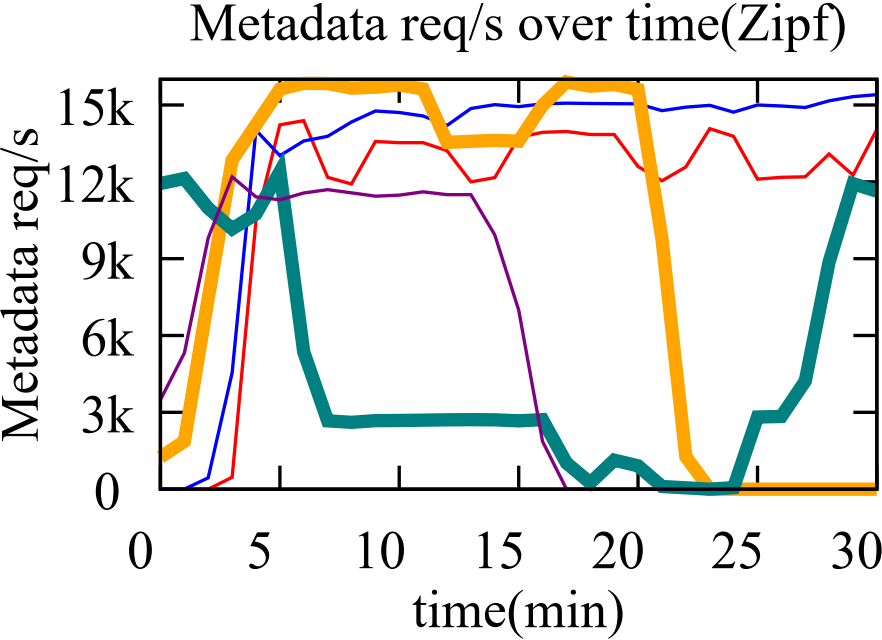 Metadata req/s over time(Zipf)
Metadata req/s
15k
12k
9k
6k
3k
0
0 5 10 15 20 25 30
time(min)